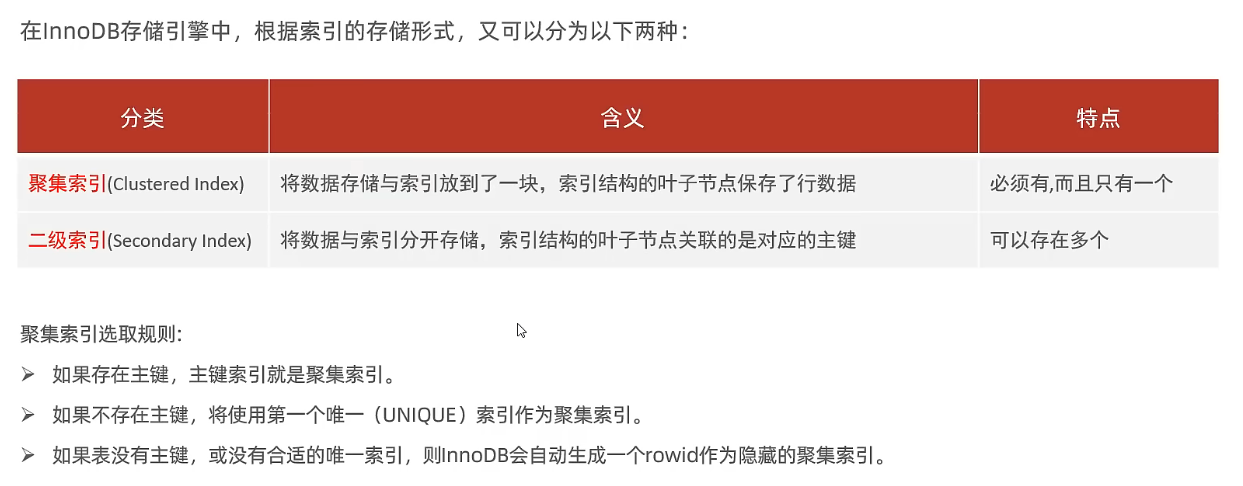 在InnoDB存储引擎中，根据索引的存储形式，又可以分为以下两种：
分类 含义 特点
聚集索引(Clustered Index) 将数据存储与索引放到了一块，索引结构的叶子节点保存了行数据 必须有,而且只有一个
二级索引(Secondary Index) 将数据与索引分开存储，索引结构的叶子节点关联的是对应的主键 可以存在多个
聚集索引选取规则:
➢ 如果存在主键，主键索引就是聚集索引。
➢ 如果不存在主键，将使用第一个唯一（UNIQUE）索引作为聚集索引。
➢ 如果表没有主键，或没有合适的唯一索引，则InnoDB会自动生成一个rowid作为隐藏的聚集索引。